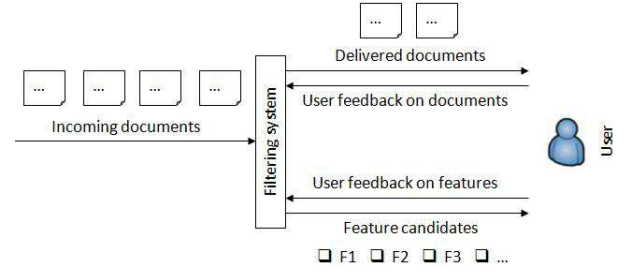 ... ...
Delivered documents
... ... ... ...
User feedback on documents
Incoming documents
Filtering system
User
User feedback on features
Feature candidates
❑ F1 ❑ F2 ❑ F3 ❑ ...